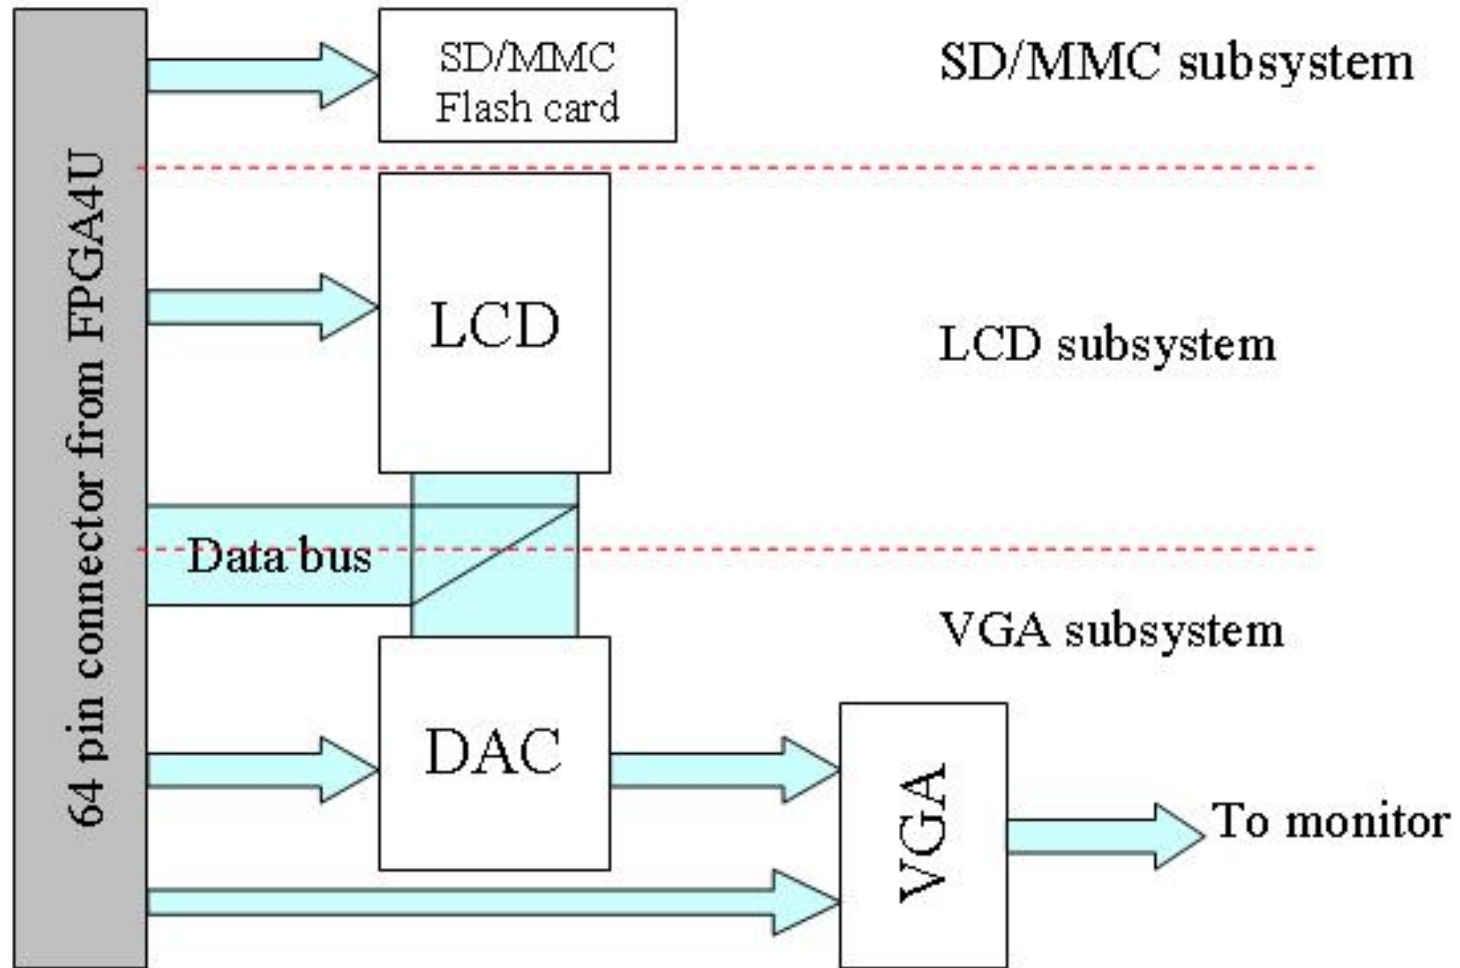 64 pin connector from FPGA4U
SD/MMC
Flash card
SD/MMC subsystem
LCD
LCD subsystem
Data bus
VGA subsystem
DAC
VGA
To monitor